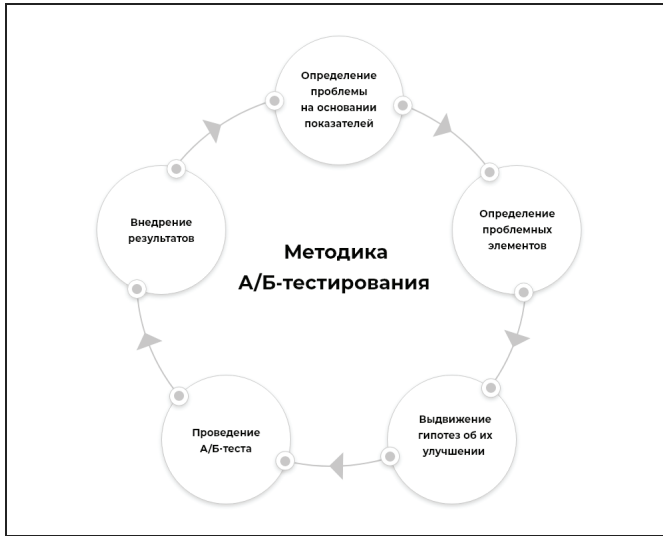 Определение
проблемы
на основании
показателей
Определение
проблемных
элементов
Выдвижение
гипотез об их
улучшении
Проведение
А/Б-теста
Внедрение
результатов
Методика
А/Б-тестирования